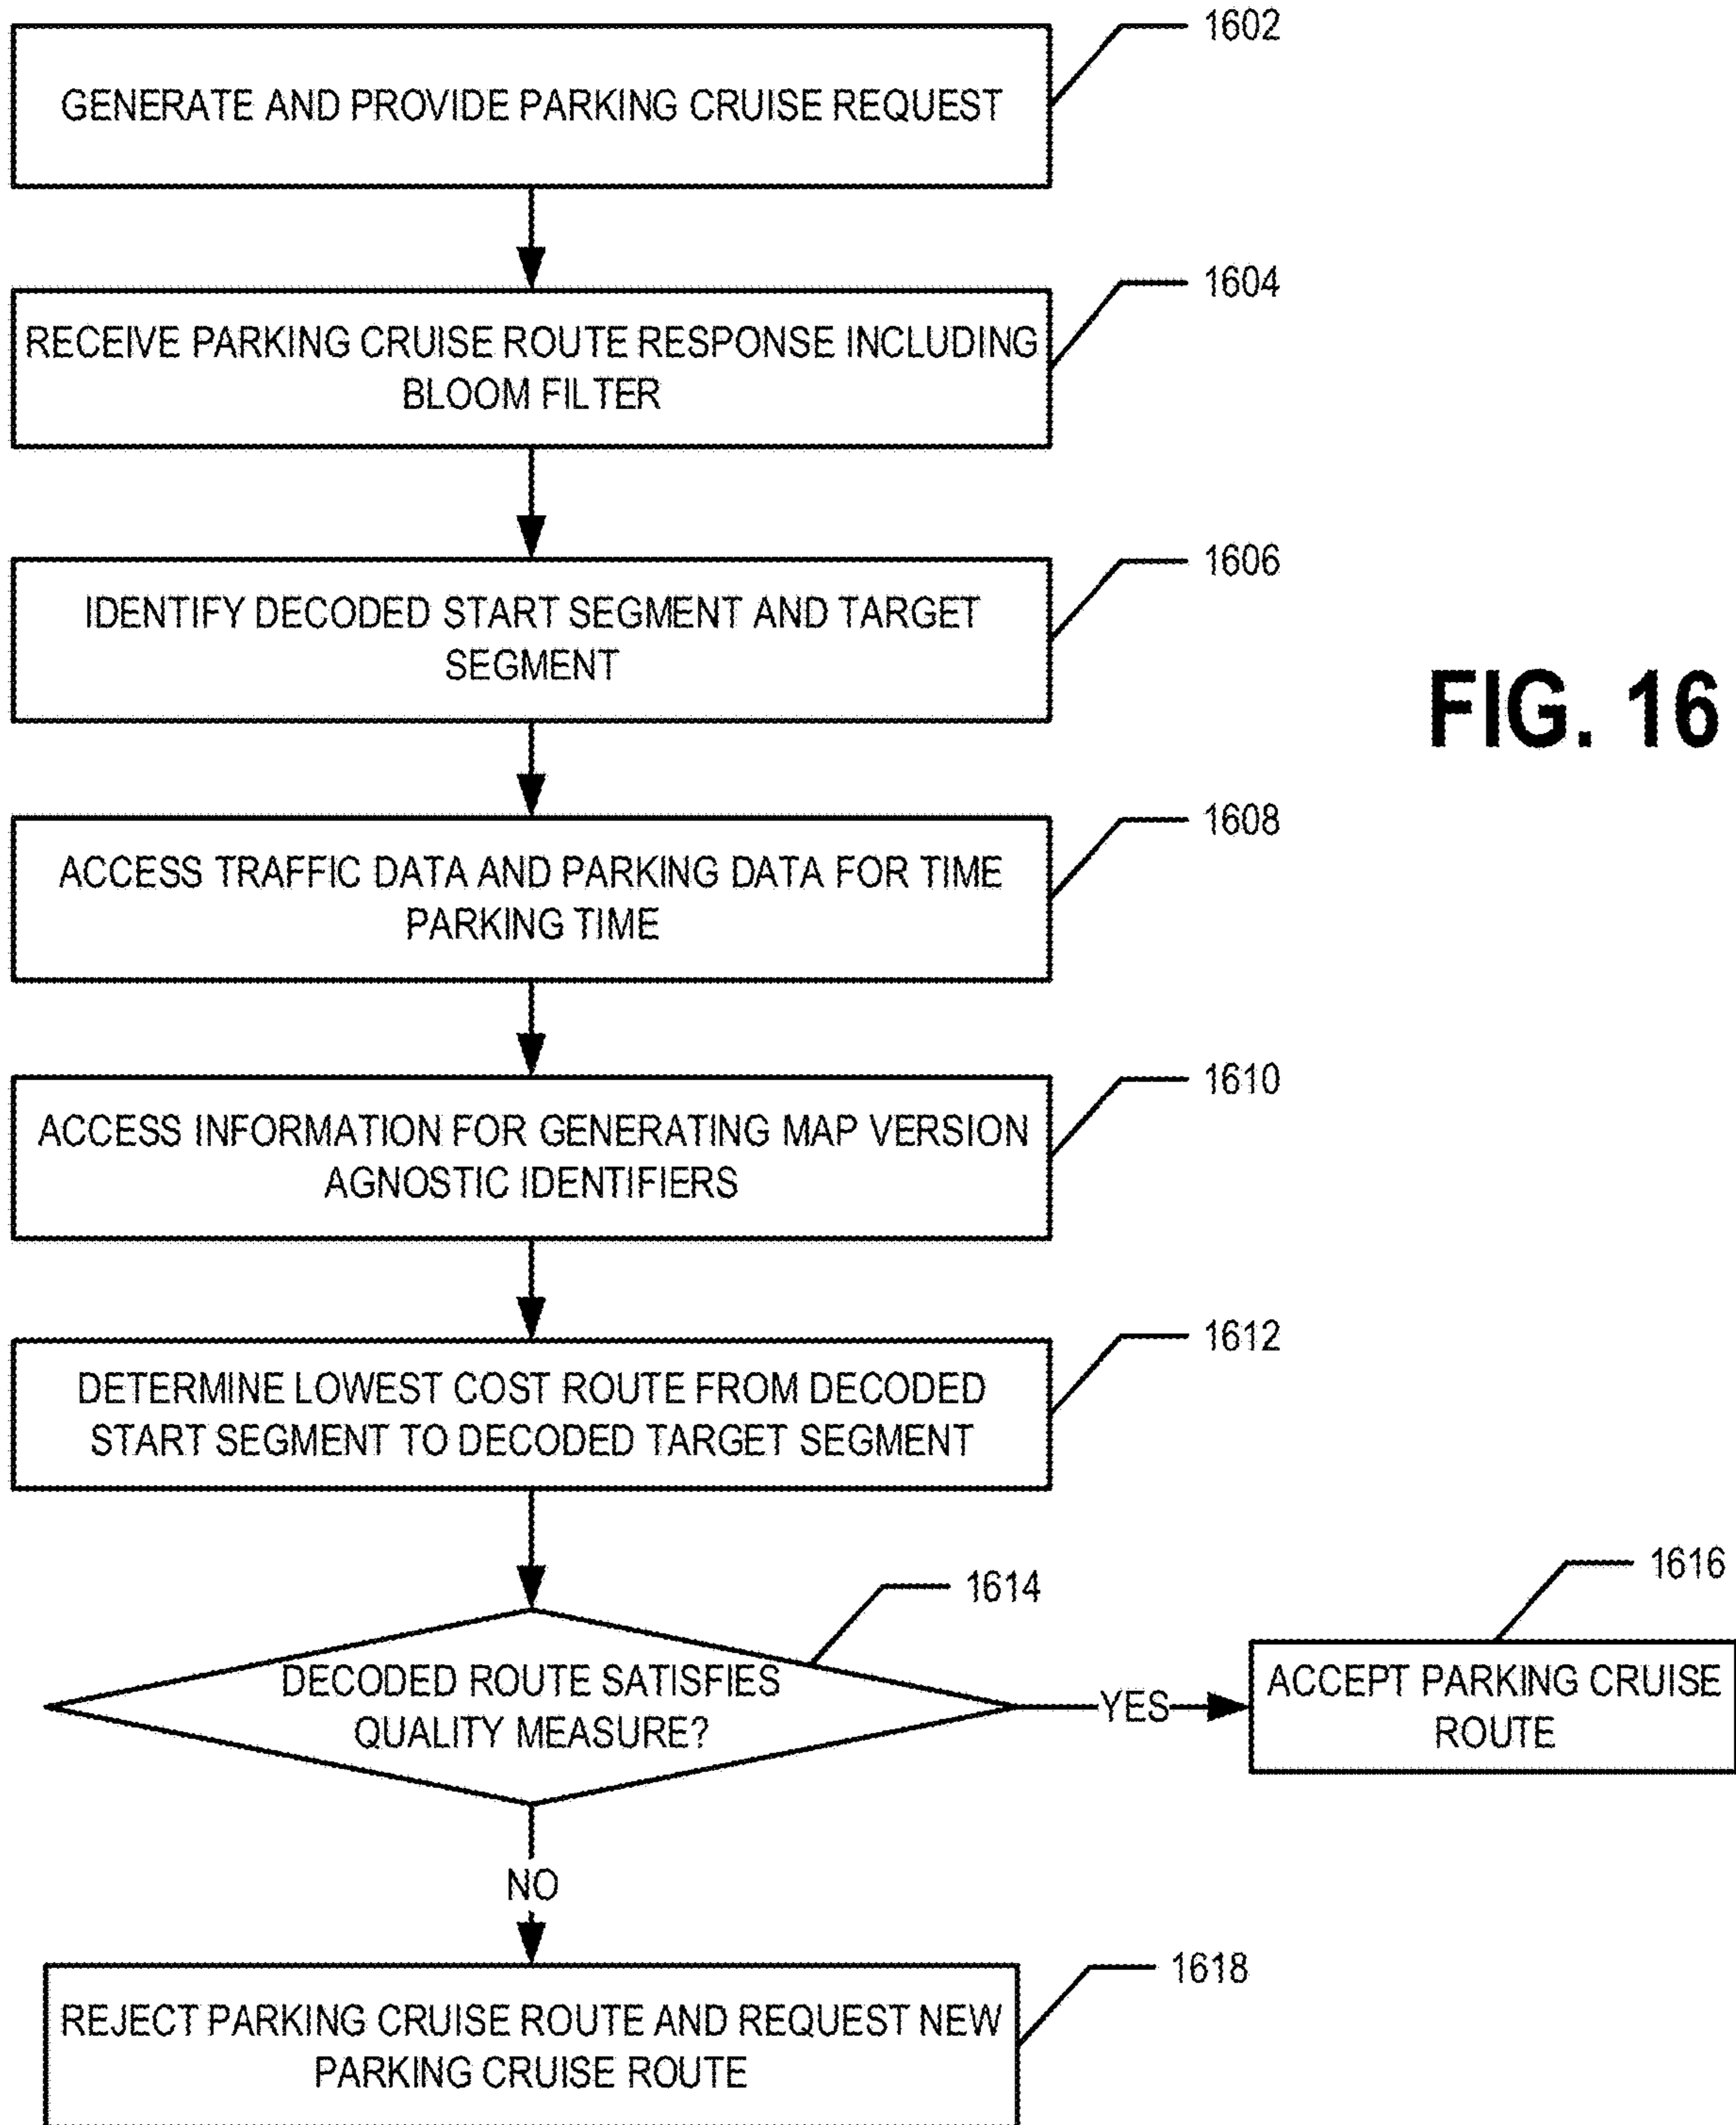 1602
GENERATE AND PROVIDE PARKING CRUISE REQUEST
1604
RECEIVE PARKING CRUISE ROUTE RESPONSE INCLUDING
BLOOM FILTER
1606
IDENTIFY DECODED START SEGMENT AND TARGET
SEGMENT
FIG. 16
1608
ACCESS TRAFFIC DATA AND PARKING DATA FOR TIME
PARKING TIME
1610
ACCESS INFORMATION FOR GENERATING MAP VERSION
AGNOSTIC IDENTIFIERS
1612
DETERMINE LOWEST COST ROUTE FROM DECODED
START SEGMENT TO DECODED TARGET SEGMENT
1614
DECODED ROUTE SATISFIES
QUALITY MEASURE?
YES
1616
ACCEPT PARKING CRUISE
ROUTE
NO
1618
REJECT PARKING CRUISE ROUTE AND REQUEST NEW
PARKING CRUISE ROUTE